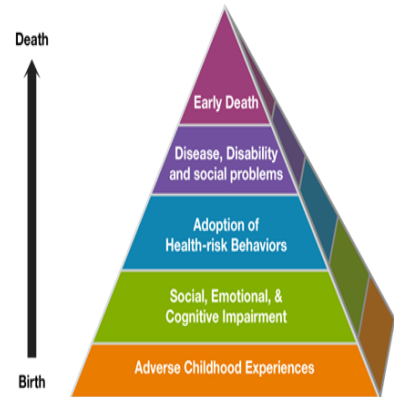 Death
Early Death
Disease, Disability
and social problems
Adoption of
Health-risk Behaviors
Social, Emotional, &
Cognitive Impairment
Adverse Childhood Experiences
Birth